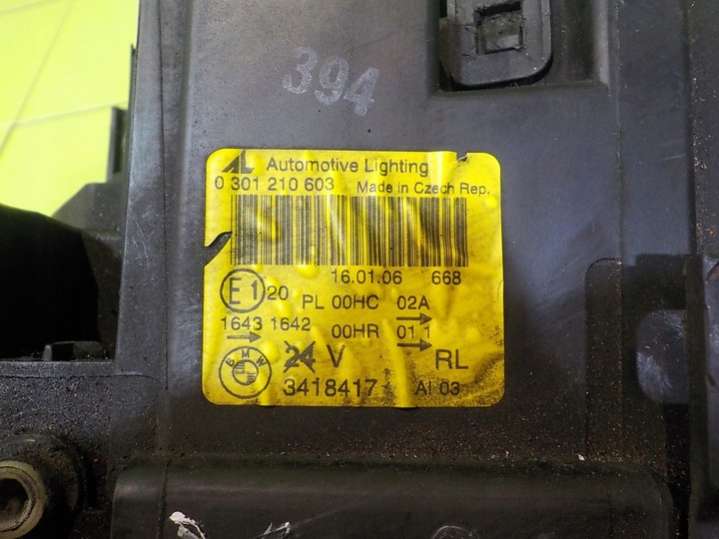 394
AL Automotive Lighting
0 301 210 603 Made in Czech Rep.
16.01.06 668
E1 20 PL 00HC 02A
1643 1642 00HR 01 1
BMW 24 V RL
3418417 AI 03